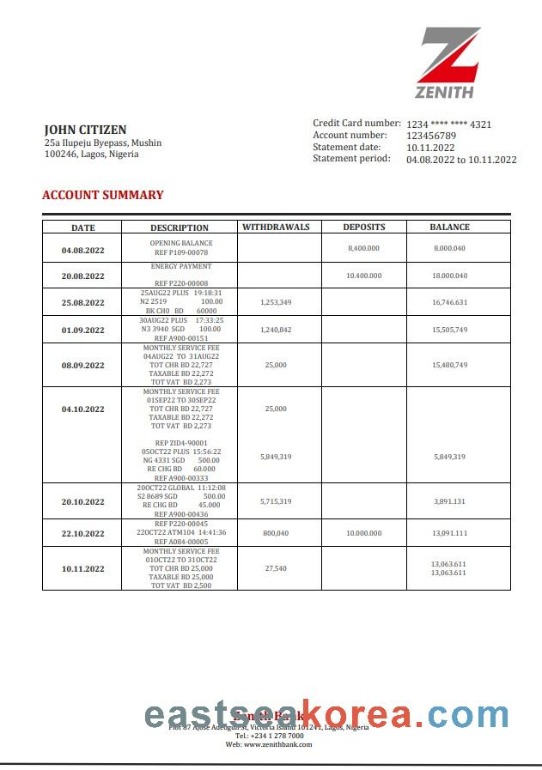 ZENITH
JOHN CITIZEN
25a Ilupeju Byepass, Mushin
100246, Lagos, Nigeria
Credit Card number: 1234 **** **** 4321
Account number: 123456789
Statement date: 10.11.2022
Statement period: 04.08.2022 to 10.11.2022
ACCOUNT SUMMARY
DATE DESCRIPTION WITHDRAWALS DEPOSITS BALANCE
04.08.2022 OPENING BALANCE 8,400.000 8.000.040
REF P109-00078
20.08.2022 ENERGY PAYMENT 10.400.000 18.000.040
REF P220-00008
25.08.2022 25AUG22 PLUS 19:18:31 1,253,349 16,746.631
N2 2519 100.00
BK CH0 BD 60000
01.09.2022 30AUG22 PLUS 17:33:25 1,240,842 15,505,749
N3 3940 SGD 100.00
REF A900-00151
08.09.2022 MONTHLY SERVICE FEE 25,000 15,480,749
04AUG22 TO 31AUG22
TOT CHR BD 22,727
TAXABLE BD 22,272
TOT VAT BD 2,273
04.10.2022 MONTHLY SERVICE FEE 25,000
01SEP22 TO 30SEP22
TOT CHR BD 22,727
TAXABLE BD 22,272
TOT VAT BD 2,273
REP ZID4-90001
05OCT22 PLUS 15:56:22 5,849,319 5,849,319
NG 4331 SGD 500.00
RE CHG BD 60.000
REF A900-00333
20.10.2022 20OCT22 GLOBAL 11:12:08 5,715,319 3,891.131
S2 8689 SGD 500.00
RE CHG BD 45.000
REF A900-00436
22.10.2022 REF P220-00045 800,040 10.000.000 13,091.111
22OCT22 ATM104 14:41:36
REF A084-00005
10.11.2022 MONTHLY SERVICE FEE 27,540 13,063.611
01OCT22 TO 31OCT22 13,063.611
TOT CHR BD 25,000
TAXABLE BD 25,000
TOT VAT BD 2,500
eastseakorea.com
Zenith Bank
Plot 87 Ajose Adeogun St, Victoria Island 101241, Lagos, Nigeria
Tel.: +234 1 278 7000
Web: www.zenithbank.com